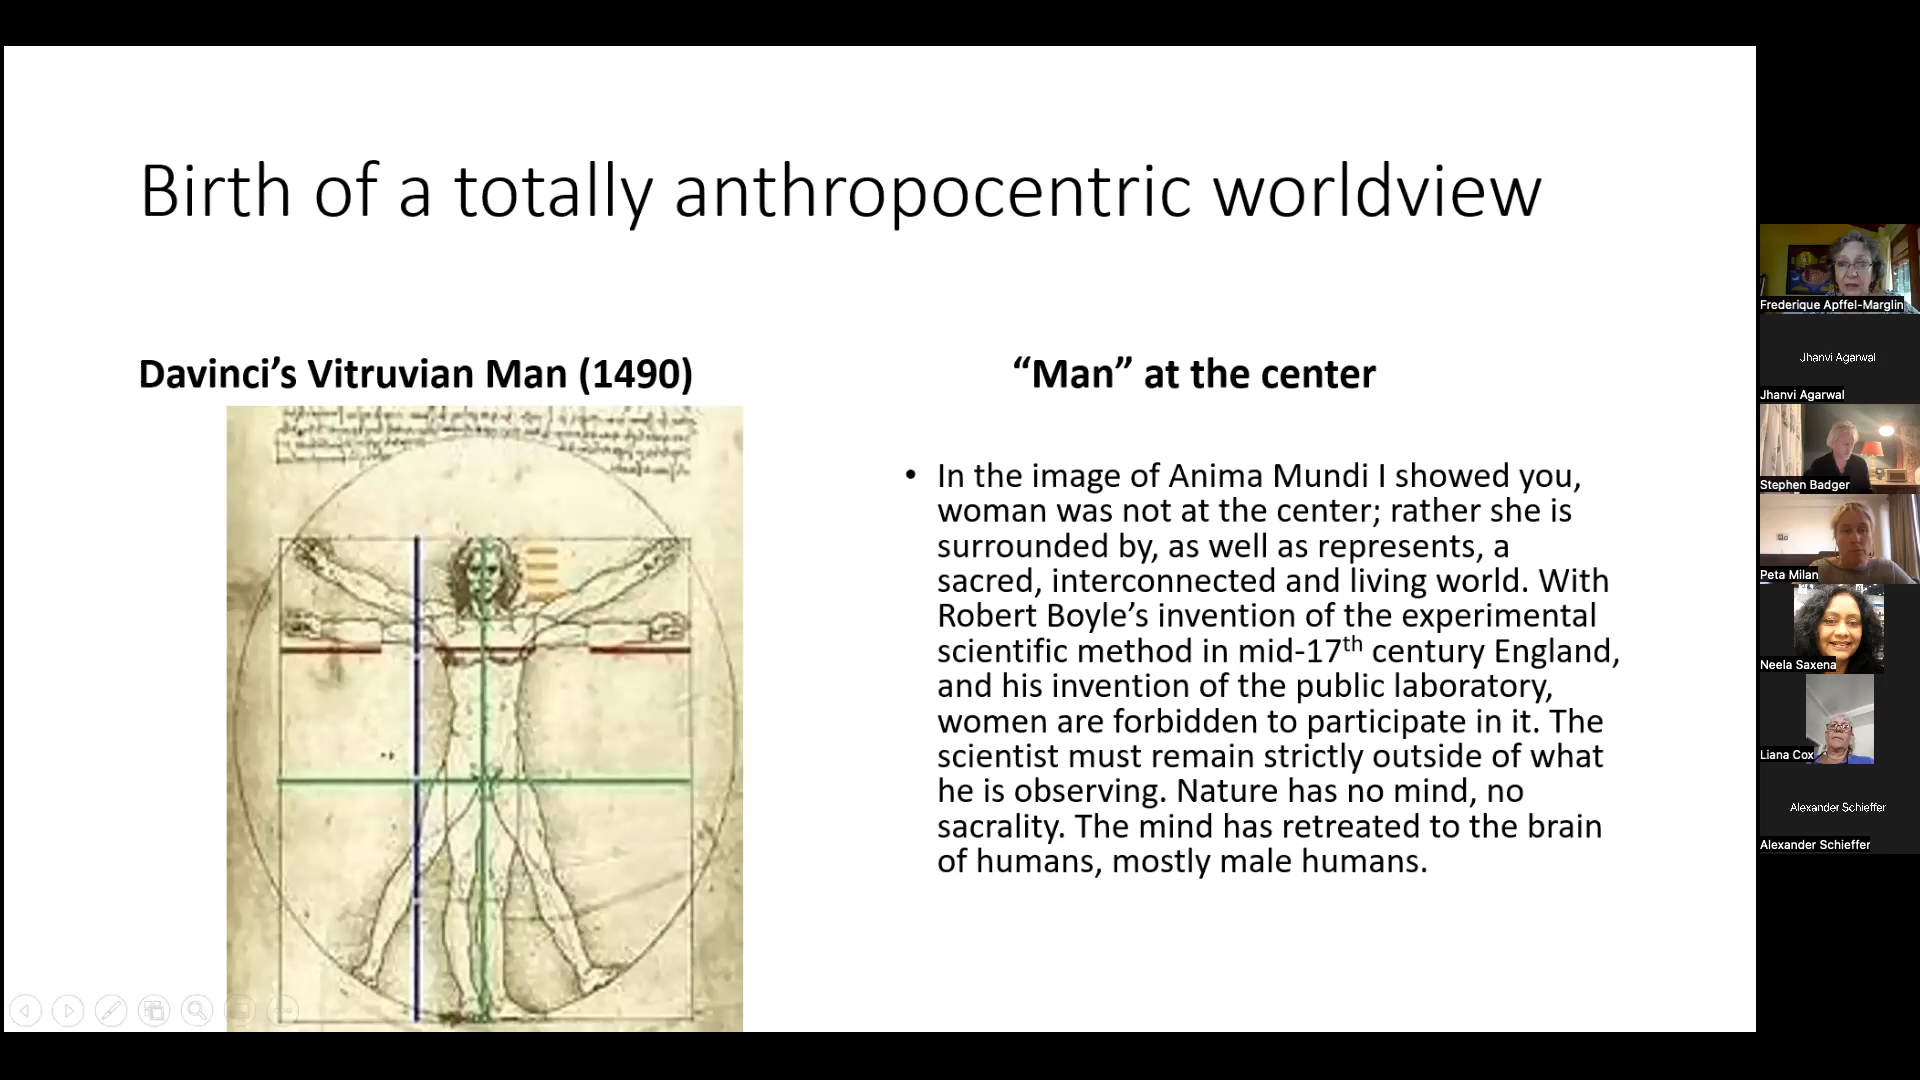 Birth of a totally anthropocentric worldview
Davinci’s Vitruvian Man (1490)
“Man” at the center
• In the image of Anima Mundi I showed you,
woman was not at the center; rather she is
surrounded by, as well as represents, a
sacred, interconnected and living world. With
Robert Boyle’s invention of the experimental
scientific method in mid-17th century England,
and his invention of the public laboratory,
women are forbidden to participate in it. The
scientist must remain strictly outside of what
he is observing. Nature has no mind, no
sacrality. The mind has retreated to the brain
of humans, mostly male humans.
Frederique Apffel-Marglin
Jhanvi Agarwal
Jhanvi Agarwal
Stephen Badger
Peta Milan
Neela Saxena
Liana Cox
Alexander Schieffer
Alexander Schieffer